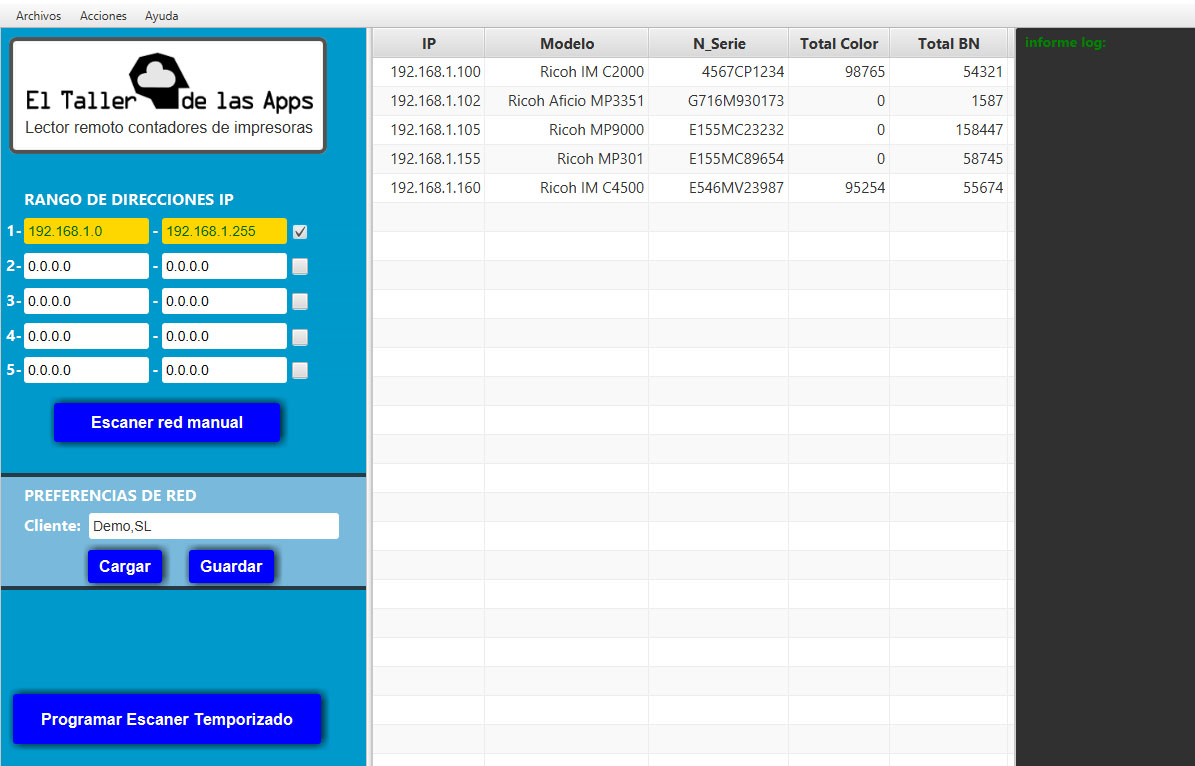 Archivos Acciones Ayuda
El Taller de las Apps
Lector remoto contadores de impresoras
RANGO DE DIRECCIONES IP
1- 192.168.1.0 - 192.168.1.255
2- 0.0.0.0 - 0.0.0.0
3- 0.0.0.0 - 0.0.0.0
4- 0.0.0.0 - 0.0.0.0
5- 0.0.0.0 - 0.0.0.0
Escaner red manual
PREFERENCIAS DE RED
Cliente: Demo,SL
Cargar Guardar
Programar Escaner Temporizado
IP Modelo N_Serie Total Color Total BN
192.168.1.100 Ricoh IM C2000 4567CP1234 98765 54321
192.168.1.102 Ricoh Aficio MP3351 G716M930173 0 1587
192.168.1.105 Ricoh MP9000 E155MC23232 0 158447
192.168.1.155 Ricoh MP301 E155MC89654 0 58745
192.168.1.160 Ricoh IM C4500 E546MV23987 95254 55674
informe log: